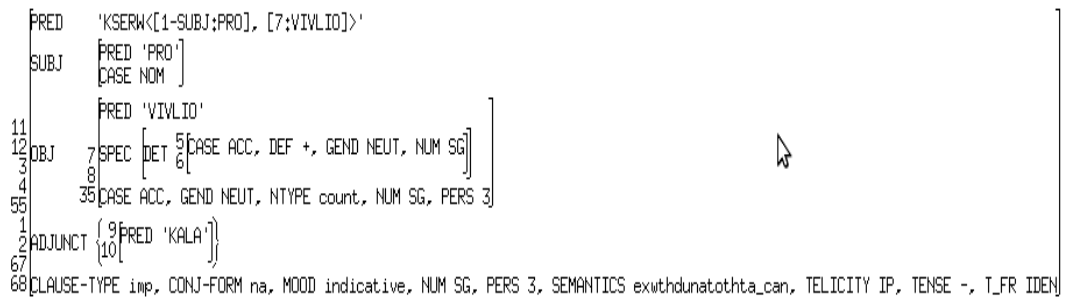 PRED 'KSERW<[1-SUBJ:PRO], [7:VIVLIO]>'
PRED 'PRO'
SUBJ
CASE NOM
PRED 'VIVLIO'
11
12 5 CASE ACC, DEF +, GEND NEUT, NUM SG
3 OBJ 7 SPEC DET 6
4 8
55 35 CASE ACC, GEND NEUT, NTYPE count, NUM SG, PERS 3
1 9 PRED 'KALA'
2 ADJUNCT 10
67
68 CLAUSE-TYPE imp, CONJ-FORM na, MOOD indicative, NUM SG, PERS 3, SEMANTICS exwthdunatothta_can, TELICITY IP, TENSE -, T_FR IDEN